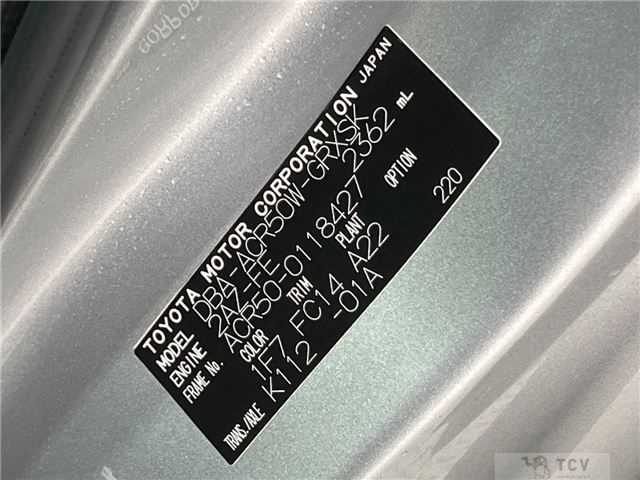 TOYOTA MOTOR CORPORATION JAPAN
MODEL DBA-ACR50W-GRXSK
ENGINE 2AZ-FE 2362 mL
FRAME No. ACR50-0118427
COLOR TRIM PLANT OPTION
1F7 FC14 A22 220
TRANS./AXLE K112 -01A
TCV